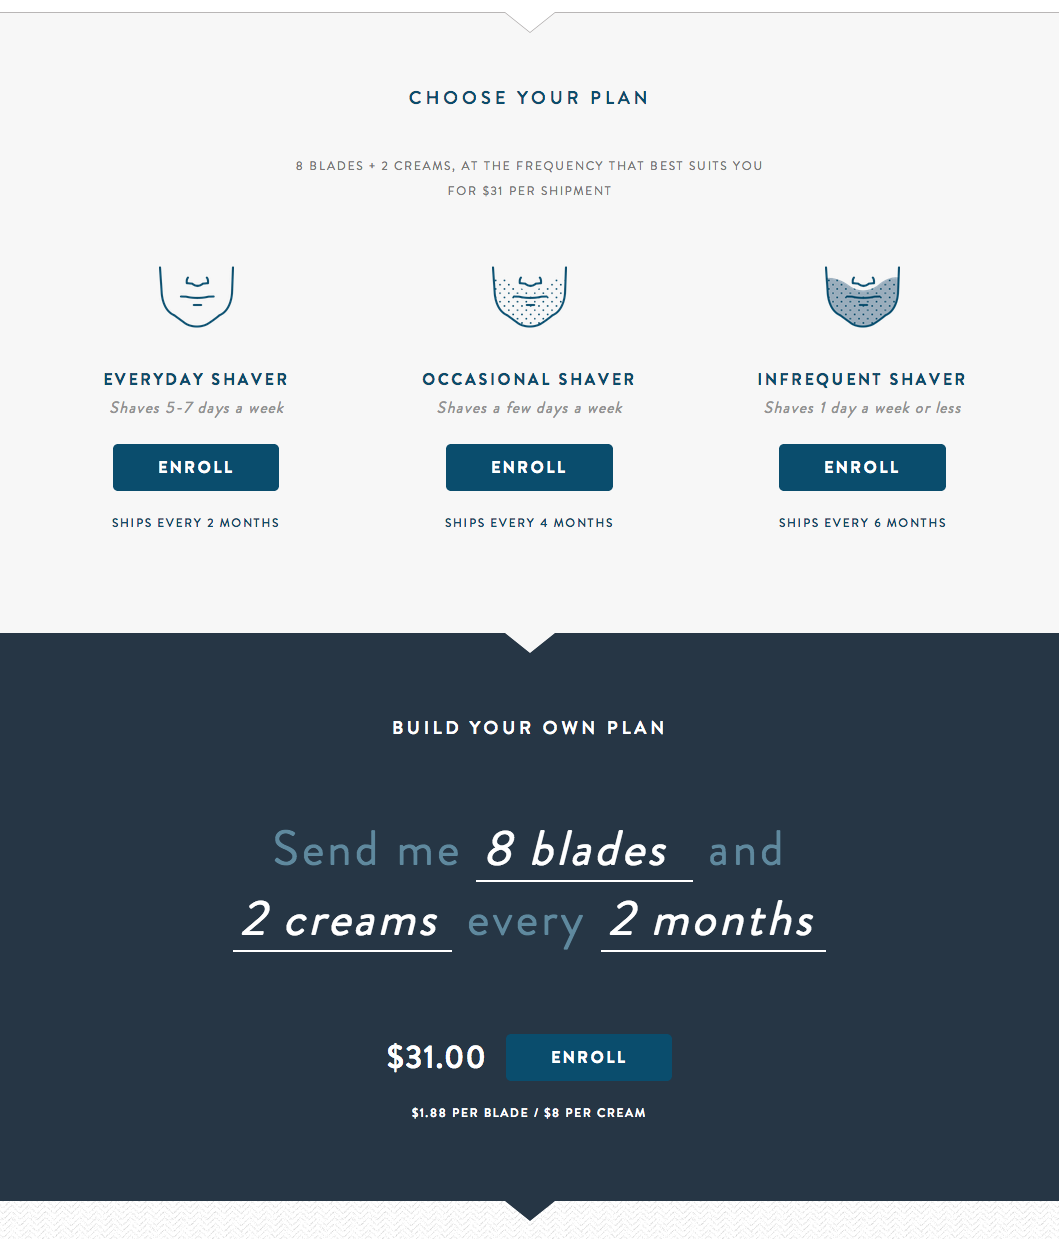 CHOOSE YOUR PLAN
8 BLADES + 2 CREAMS, AT THE FREQUENCY THAT BEST SUITS YOU
FOR $31 PER SHIPMENT
EVERYDAY SHAVER
Shaves 5-7 days a week
ENROLL
SHIPS EVERY 2 MONTHS
OCCASIONAL SHAVER
Shaves a few days a week
ENROLL
SHIPS EVERY 4 MONTHS
INFREQUENT SHAVER
Shaves 1 day a week or less
ENROLL
SHIPS EVERY 6 MONTHS
BUILD YOUR OWN PLAN
Send me 8 blades and
2 creams every 2 months
$31.00 ENROLL
$1.88 PER BLADE / $8 PER CREAM